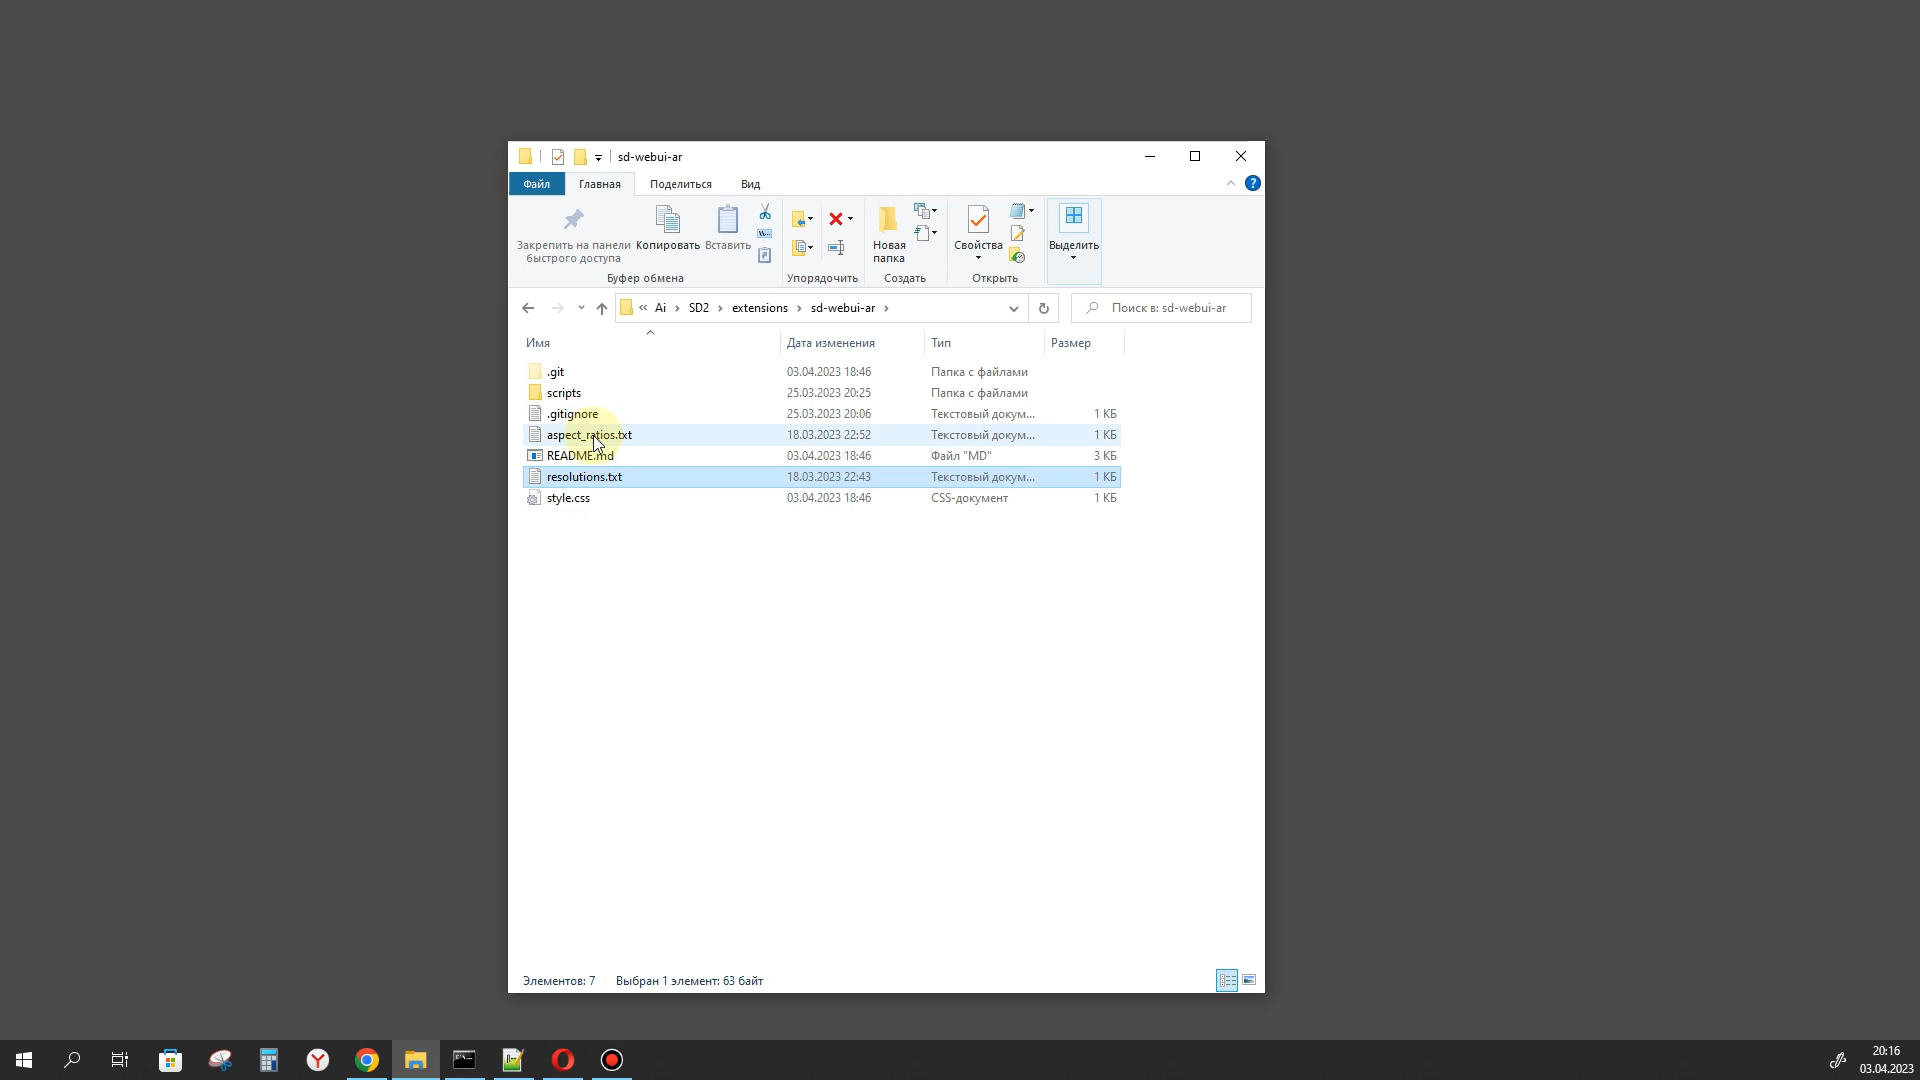 sd-webui-ar
Файл Главная Поделиться Вид
Закрепить на панели
быстрого доступа
Копировать
Вставить
Новая
папка
Свойства
Выделить
Буфер обмена Упорядочить Создать Открыть
« Ai › SD2 › extensions › sd-webui-ar ›
Поиск в: sd-webui-ar
Имя Дата изменения Тип Размер
.git 03.04.2023 18:46 Папка с файлами
scripts 25.03.2023 20:25 Папка с файлами
.gitignore 25.03.2023 20:06 Текстовый докум... 1 КБ
aspect_ratios.txt 18.03.2023 22:52 Текстовый докум... 1 КБ
README.md 03.04.2023 18:46 Файл "MD" 3 КБ
resolutions.txt 18.03.2023 22:43 Текстовый докум... 1 КБ
style.css 03.04.2023 18:46 CSS-документ 1 КБ
Элементов: 7 Выбран 1 элемент: 63 байт
20:16
03.04.2023